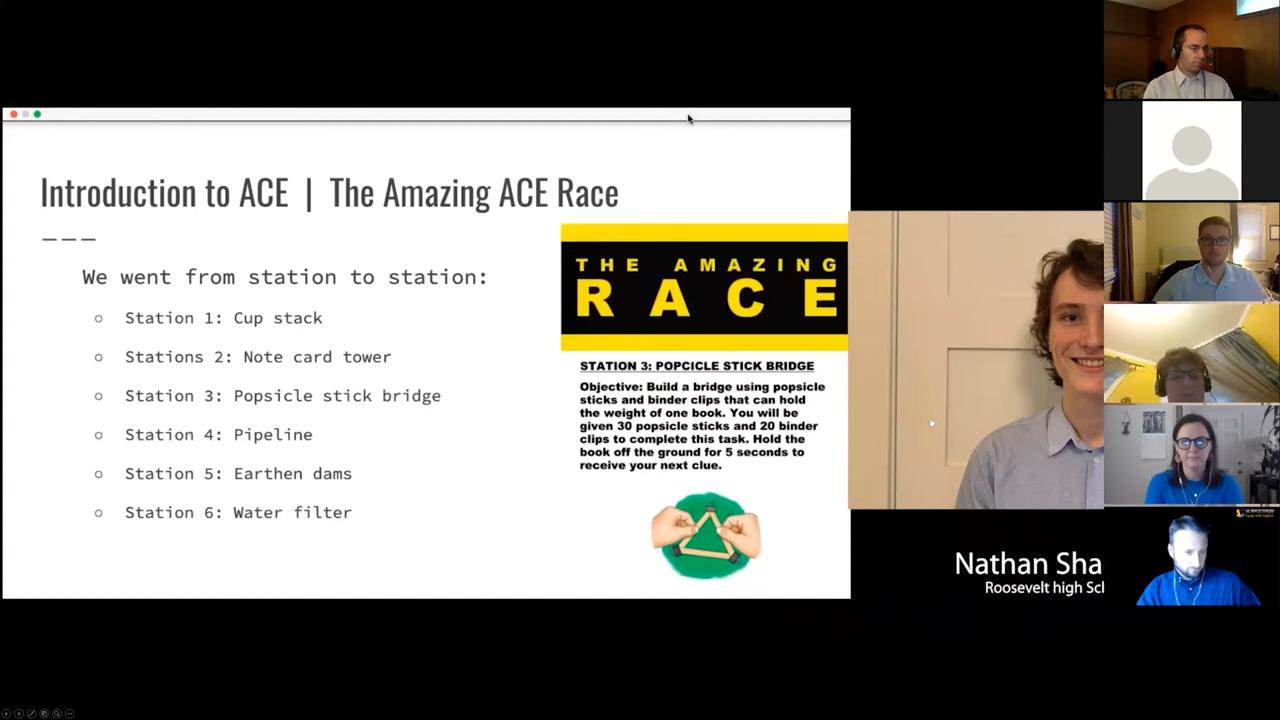 Introduction to ACE | The Amazing ACE Race
We went from station to station:
Station 1: Cup stack
Stations 2: Note card tower
Station 3: Popsicle stick bridge
Station 4: Pipeline
Station 5: Earthen dams
Station 6: Water filter
THE AMAZING
RACE
STATION 3: POPCICLE STICK BRIDGE
Objective: Build a bridge using popsicle
sticks and binder clips that can hold
the weight of one book. You will be
given 30 popsicle sticks and 20 binder
clips to complete this task. Hold the
book off the ground for 5 seconds to
receive your next clue.
Nathan Sha
Roosevelt high Scl